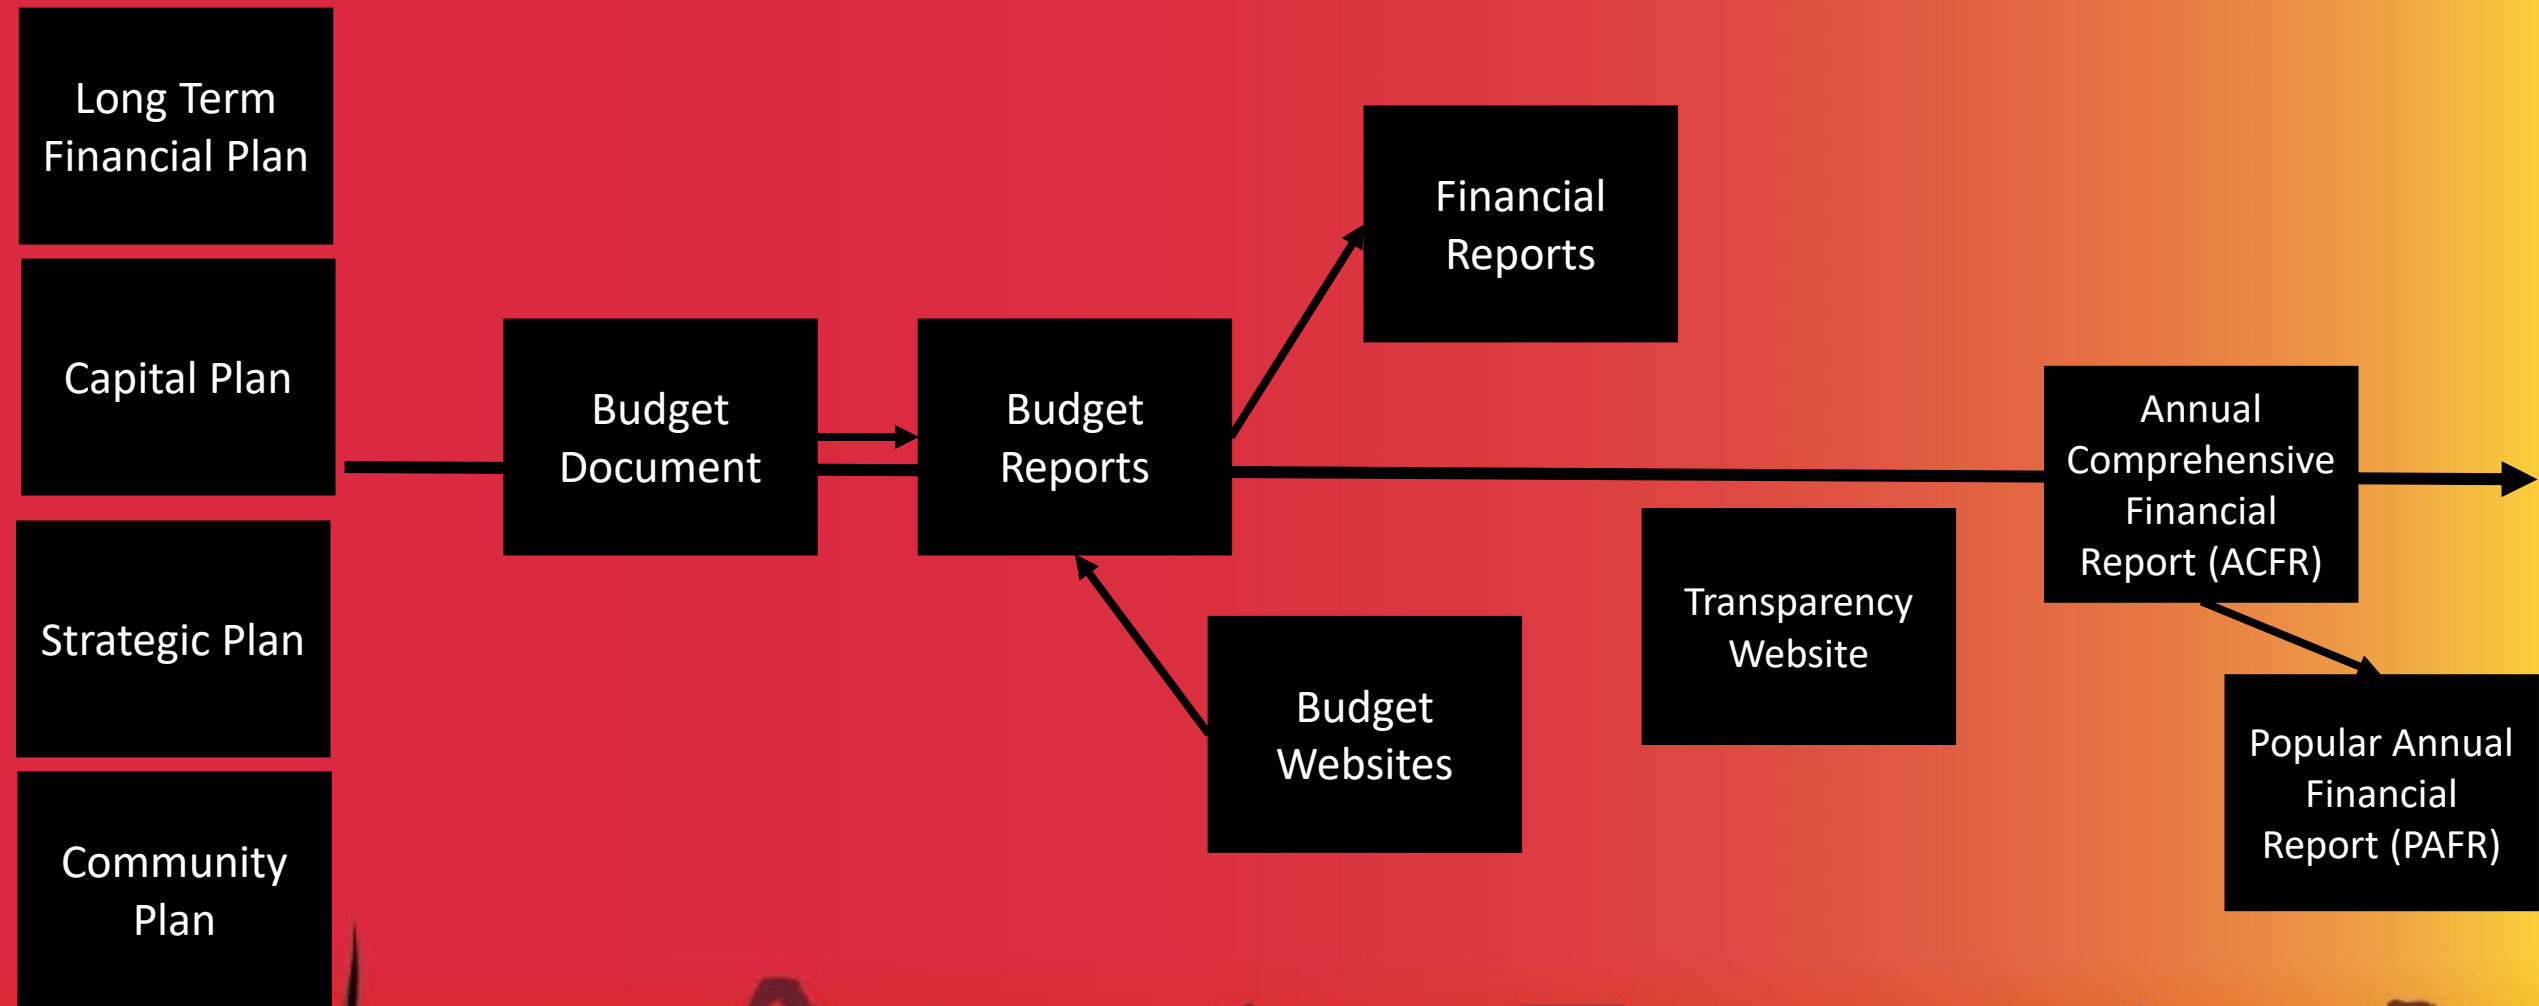 Long Term
Financial Plan
Capital Plan
Strategic Plan
Community
Plan
Budget
Document
Budget
Reports
Financial
Reports
Budget
Websites
Transparency
Website
Annual
Comprehensive
Financial
Report (ACFR)
Popular Annual
Financial
Report (PAFR)